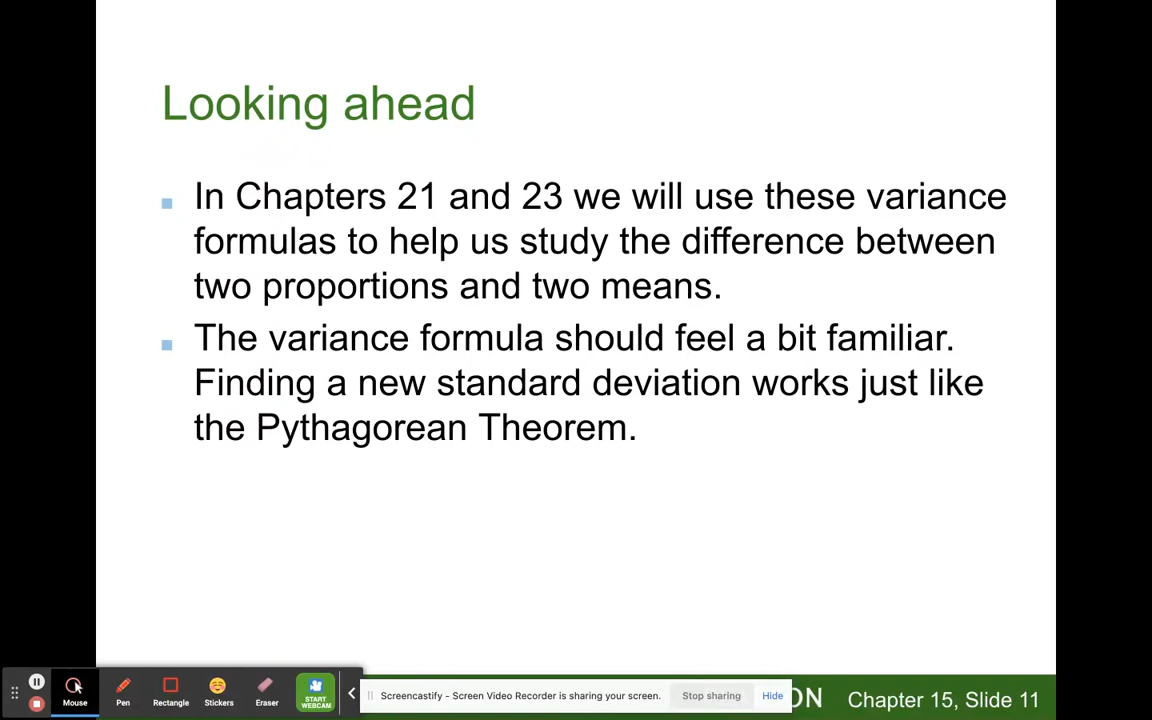 Looking ahead
In Chapters 21 and 23 we will use these variance
formulas to help us study the difference between
two proportions and two means.
The variance formula should feel a bit familiar.
Finding a new standard deviation works just like
the Pythagorean Theorem.
Mouse
Pen
Rectangle
Stickers
Eraser
START
WEBCAM
Screencastify - Screen Video Recorder is sharing your screen.
Stop sharing
Hide
ON
Chapter 15, Slide 11